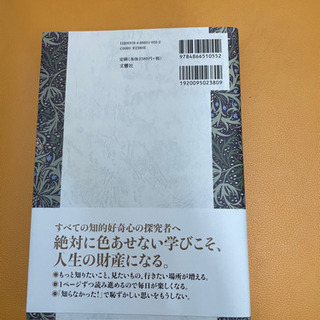 ISBN978-4-86651-055-2
C0095 ¥2380E
定価(本体2380円+税)
文響社
9784866510552
1920095023809
すべての知的好奇心の探究者へ
絶対に色あせない学びこそ、
人生の財産になる。
●もっと知りたいこと、見たいもの、行きたい場所が増える。
●1ページずつ読み進めるので毎日が楽しくなる。
●「知らなかった!」で恥ずかしい思いをもうしない。